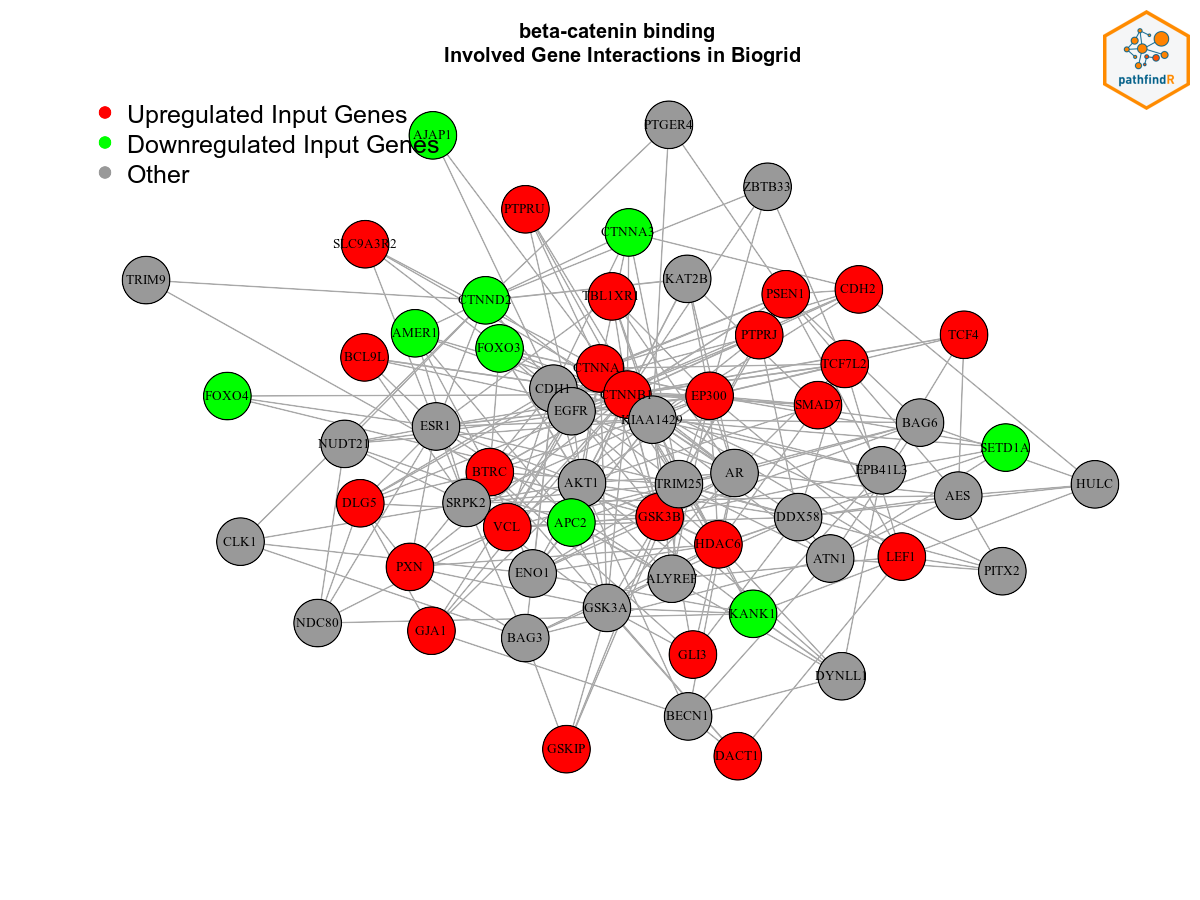 beta-catenin binding
Involved Gene Interactions in Biogrid
pathfindR
Upregulated Input Genes
Downregulated Input Genes
Other
AJAP1
PTGER4
ZBTB33
PTPRU
CTNNA3
SLC9A3R2
TRIM9
KAT2B
CTNND2
TBL1XR1
PSEN1
CDH2
AMER1
PTPRJ
TCF4
FOXO3
BCL9L
CTNNA
TCF7L2
FOXO4
CDH1
CTNNB1
EP300
SMAD7
EGFR
KIAA1429
ESR1
BAG6
NUDT21
SETD1A
BTRC
AKT1
TRIM25
AR
EPB41L3
HULC
DLG5
SRPK2
AES
VCL
APC2
GSK3B
DDX58
CLK1
HDAC6
PXN
ENO1
ALYREF
ATN1
LEF1
PITX2
NDC80
GJA1
BAG3
GSK3A
KANK1
GLI3
DYNLL1
BECN1
GSKIP
DACT1